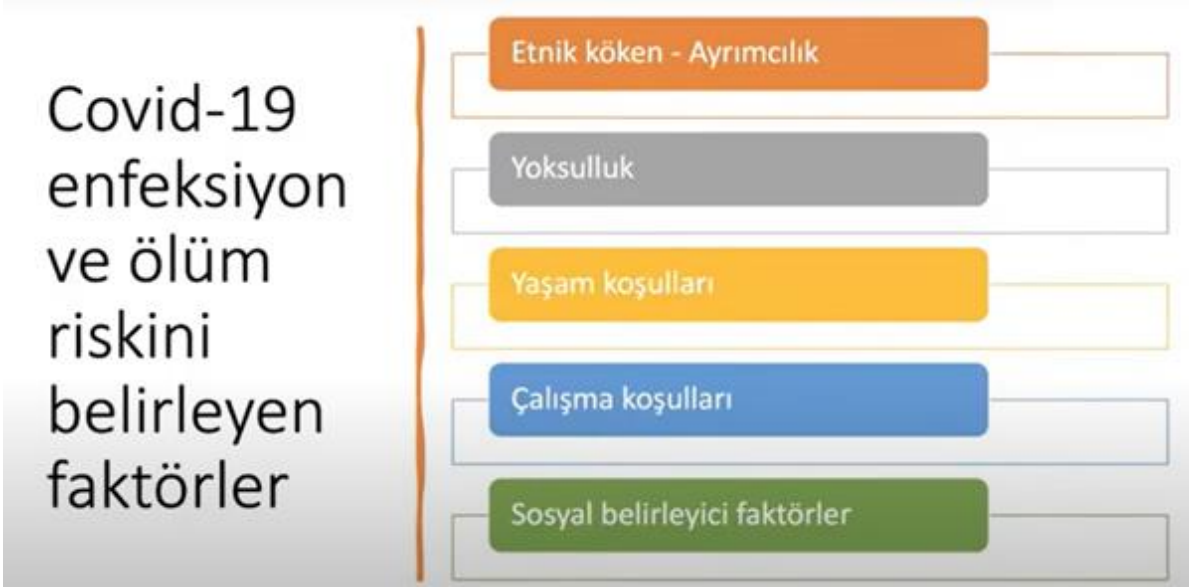 Covid-19
enfeksiyon
ve ölüm
riskini
belirleyen
faktörler
Etnik köken - Ayrımcılık
Yoksulluk
Yaşam koşulları
Çalışma koşulları
Sosyal belirleyici faktörler